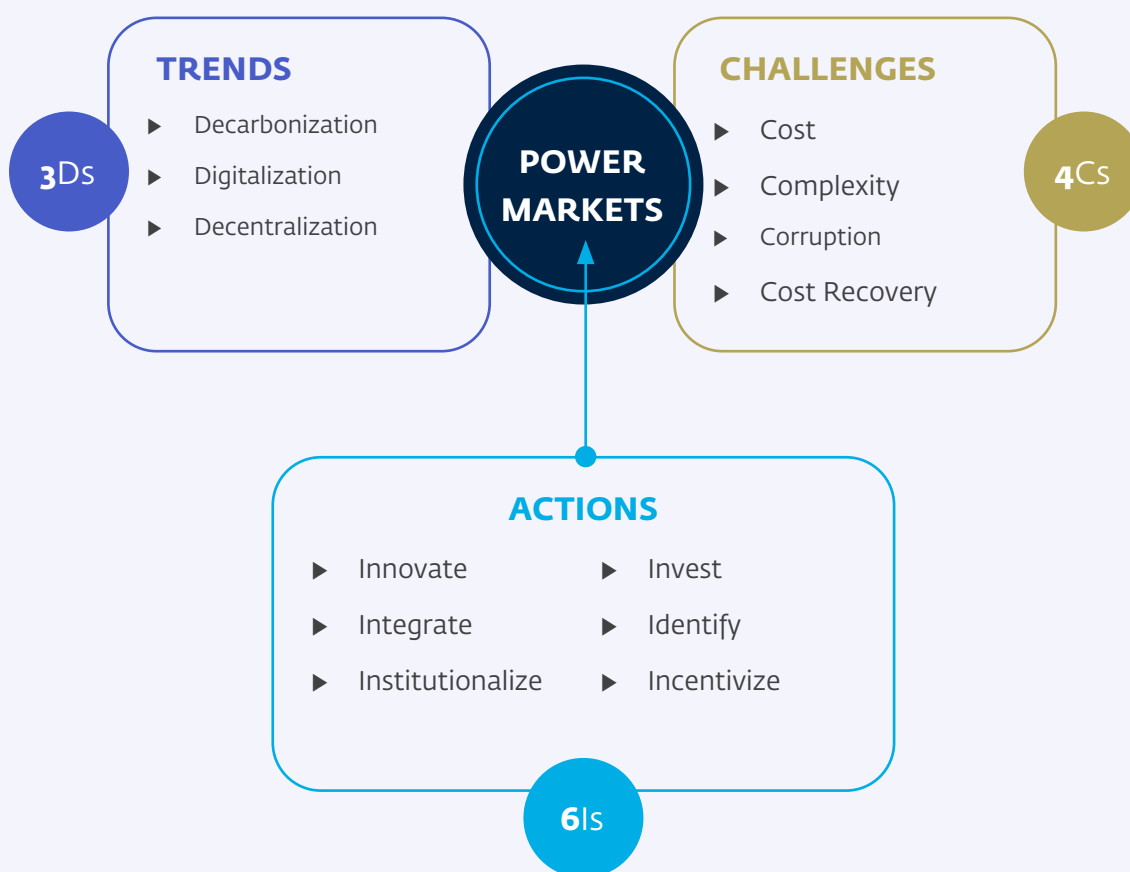 TRENDS
Decarbonization
Digitalization
Decentralization
3Ds
POWER
MARKETS
CHALLENGES
Cost
Complexity
Corruption
Cost Recovery
4Cs
ACTIONS
Innovate
Integrate
Institutionalize
Invest
Identify
Incentivize
6Is